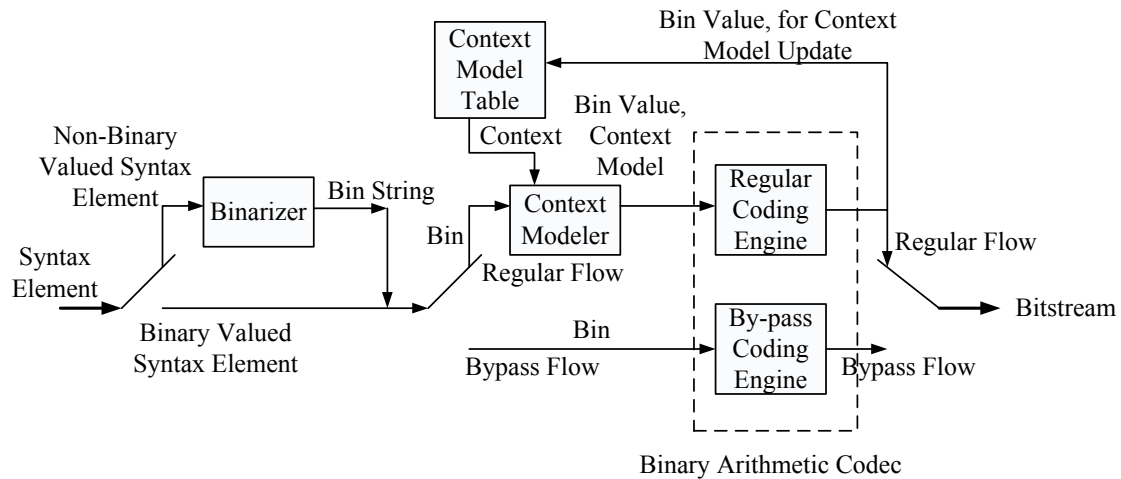 Bin Value, for Context
Model Update
Context
Model
Table
Bin Value,
Context
Model
Context
Non-Binary
Valued Syntax
Element
Binarizer
Bin String
Bin
Context
Modeler
Regular Flow
Regular
Coding
Engine
Regular Flow
Syntax
Element
Binary Valued
Syntax Element
Bin
Bypass Flow
By-pass
Coding
Engine
Bypass Flow
Bitstream
Binary Arithmetic Codec